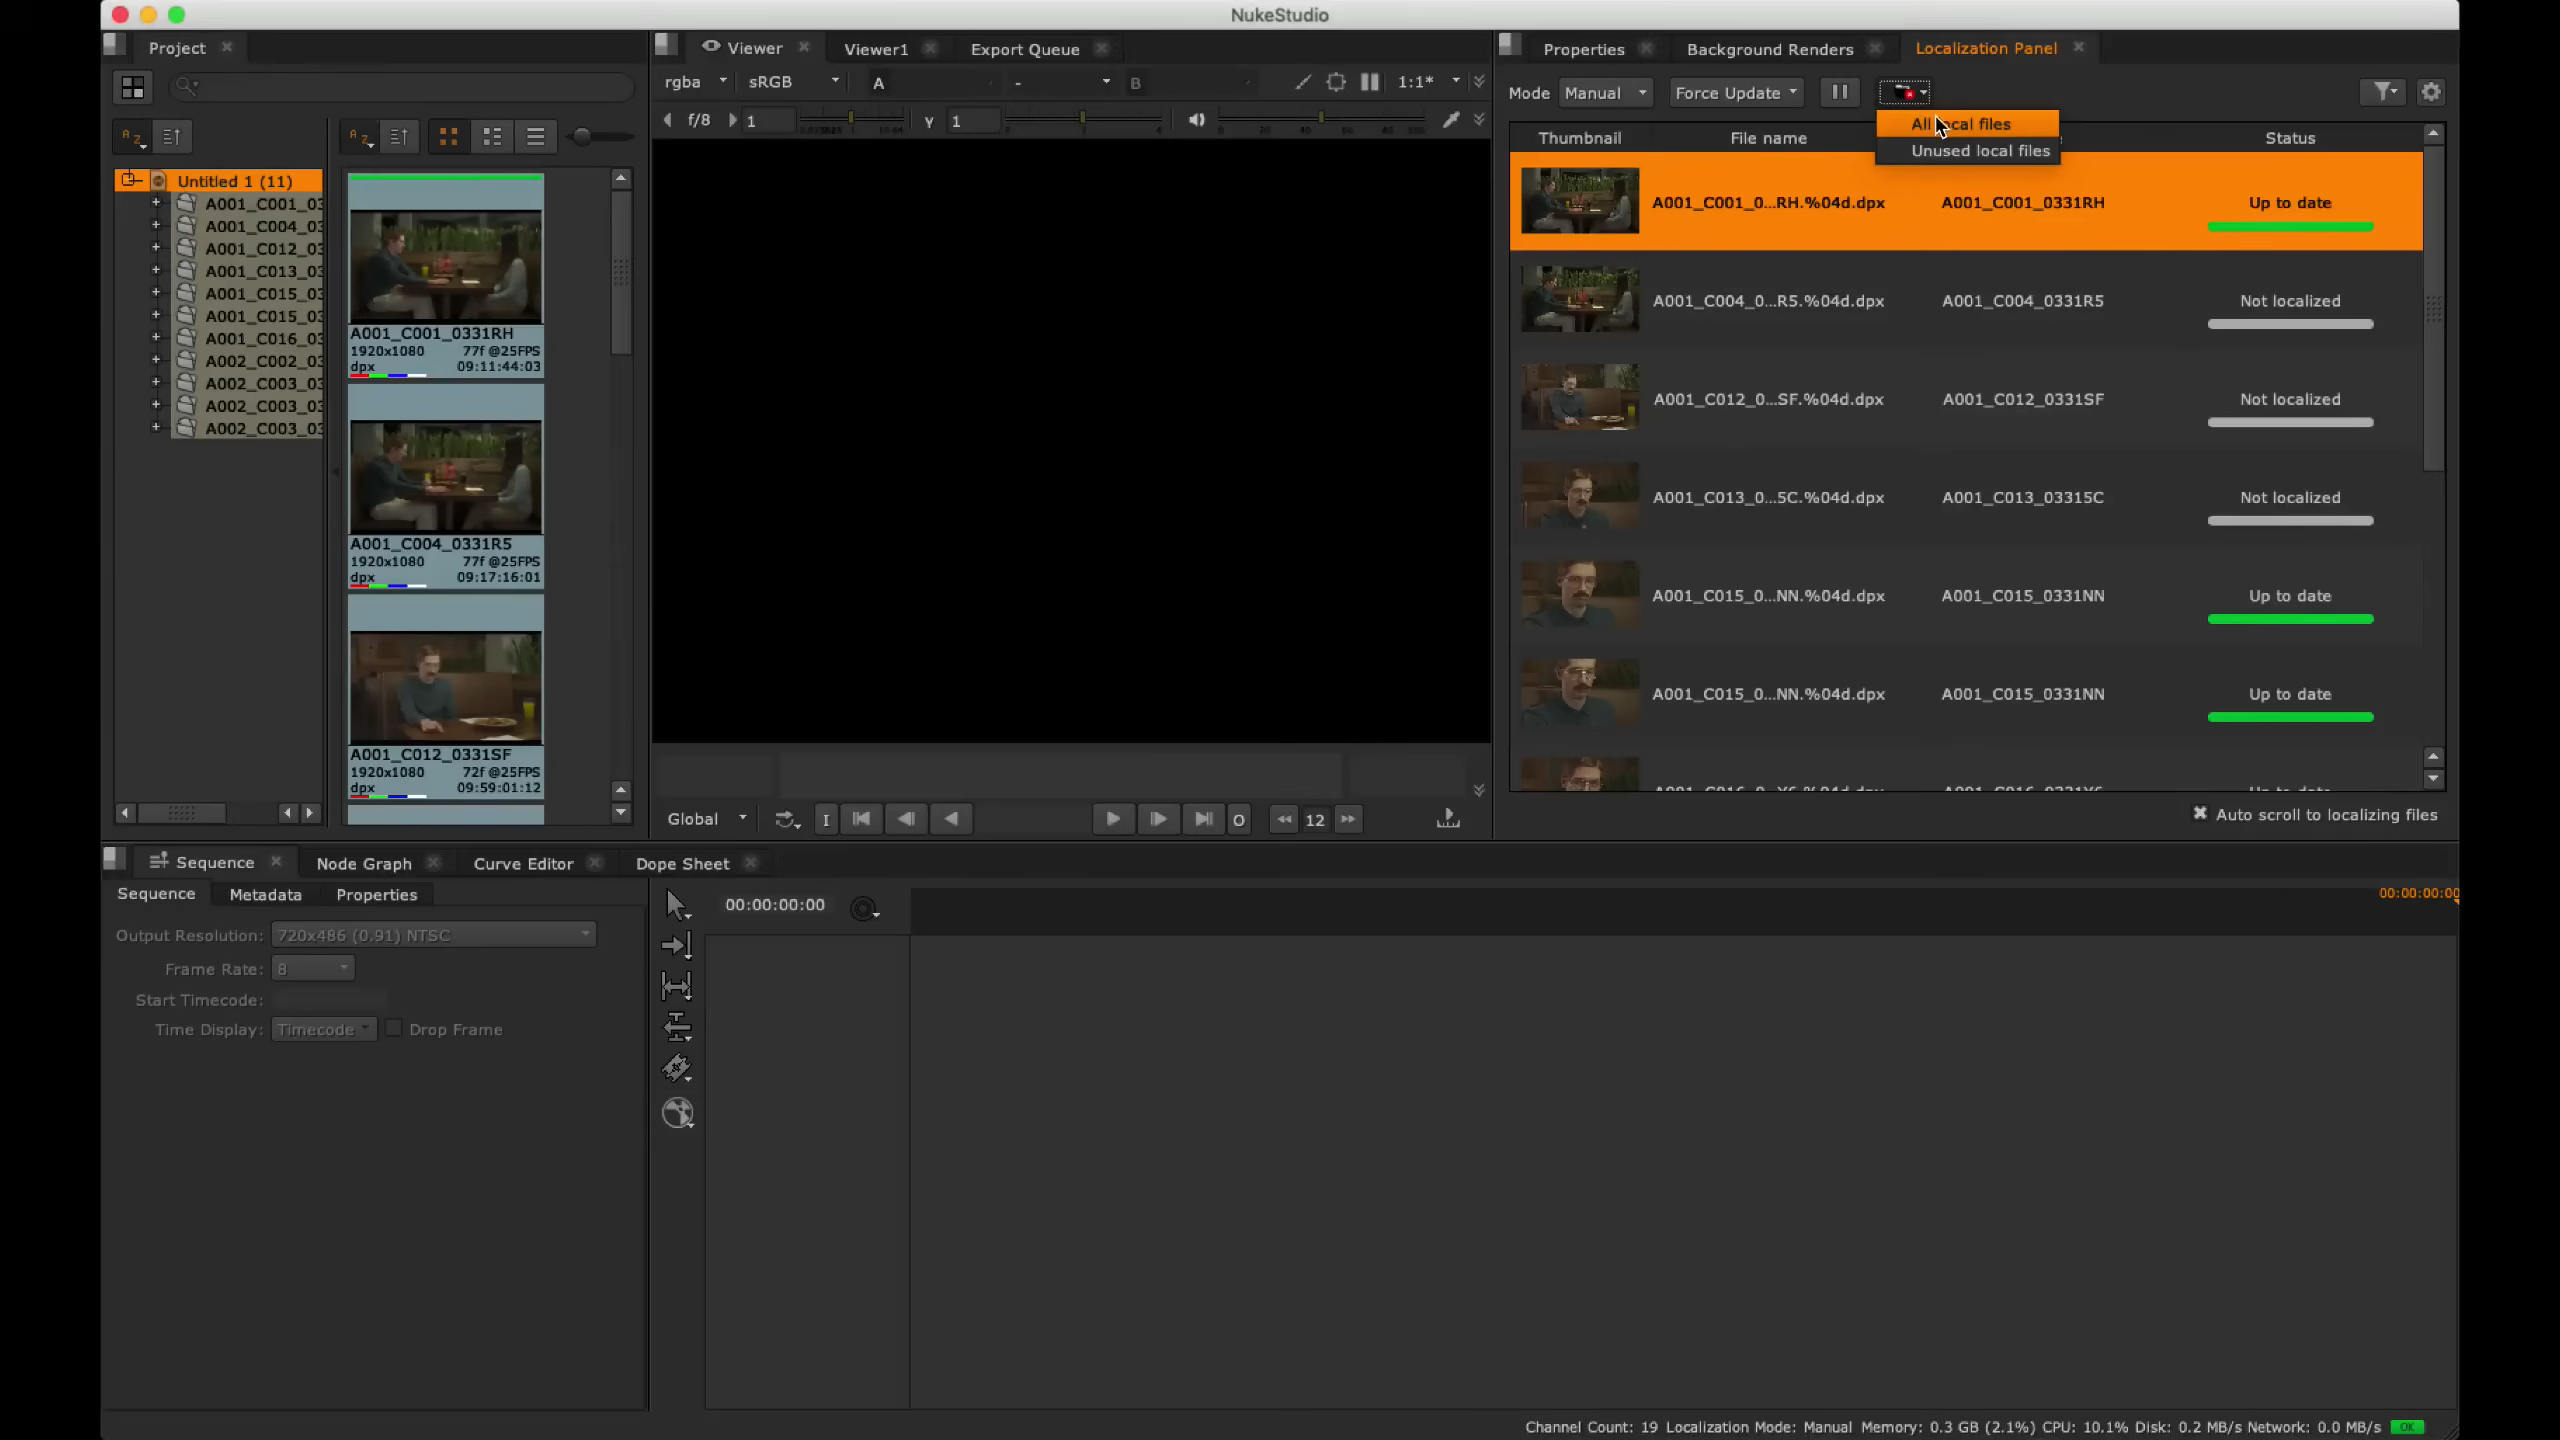 NukeStudio
Project
Viewer
Viewer1
Export Queue
Properties
Background Renders
Localization Panel
rgba
sRGB
A
-
B
1:1*
Mode
Manual
Force Update
f/8
1
γ
1
All local files
Unused local files
Thumbnail
File name
Status
Untitled 1 (11)
A001_C001_03
A001_C004_03
A001_C012_03
A001_C013_03
A001_C015_03
A001_C015_03
A001_C016_03
A002_C002_03
A002_C003_03
A002_C003_03
A002_C003_03
A001_C001_0331RH
1920x1080 77f @25FPS
dpx 09:11:44:03
A001_C004_0331R5
1920x1080 77f @25FPS
dpx 09:17:16:01
A001_C012_0331SF
1920x1080 72f @25FPS
dpx 09:59:01:12
A001_C001_0...RH.%04d.dpx A001_C001_0331RH Up to date
A001_C004_0...R5.%04d.dpx A001_C004_0331R5 Not localized
A001_C012_0...SF.%04d.dpx A001_C012_0331SF Not localized
A001_C013_0...5C.%04d.dpx A001_C013_03315C Not localized
A001_C015_0...NN.%04d.dpx A001_C015_0331NN Up to date
A001_C015_0...NN.%04d.dpx A001_C015_0331NN Up to date
Auto scroll to localizing files
Global
I
O
12
Sequence
Node Graph
Curve Editor
Dope Sheet
Sequence
Metadata
Properties
Output Resolution: 720x486 (0.91) NTSC
Frame Rate: 8
Start Timecode:
Time Display: Timecode Drop Frame
00:00:00:00
00:00:00:00
Channel Count: 19 Localization Mode: Manual Memory: 0.3 GB (2.1%) CPU: 10.1% Disk: 0.2 MB/s Network: 0.0 MB/s OK